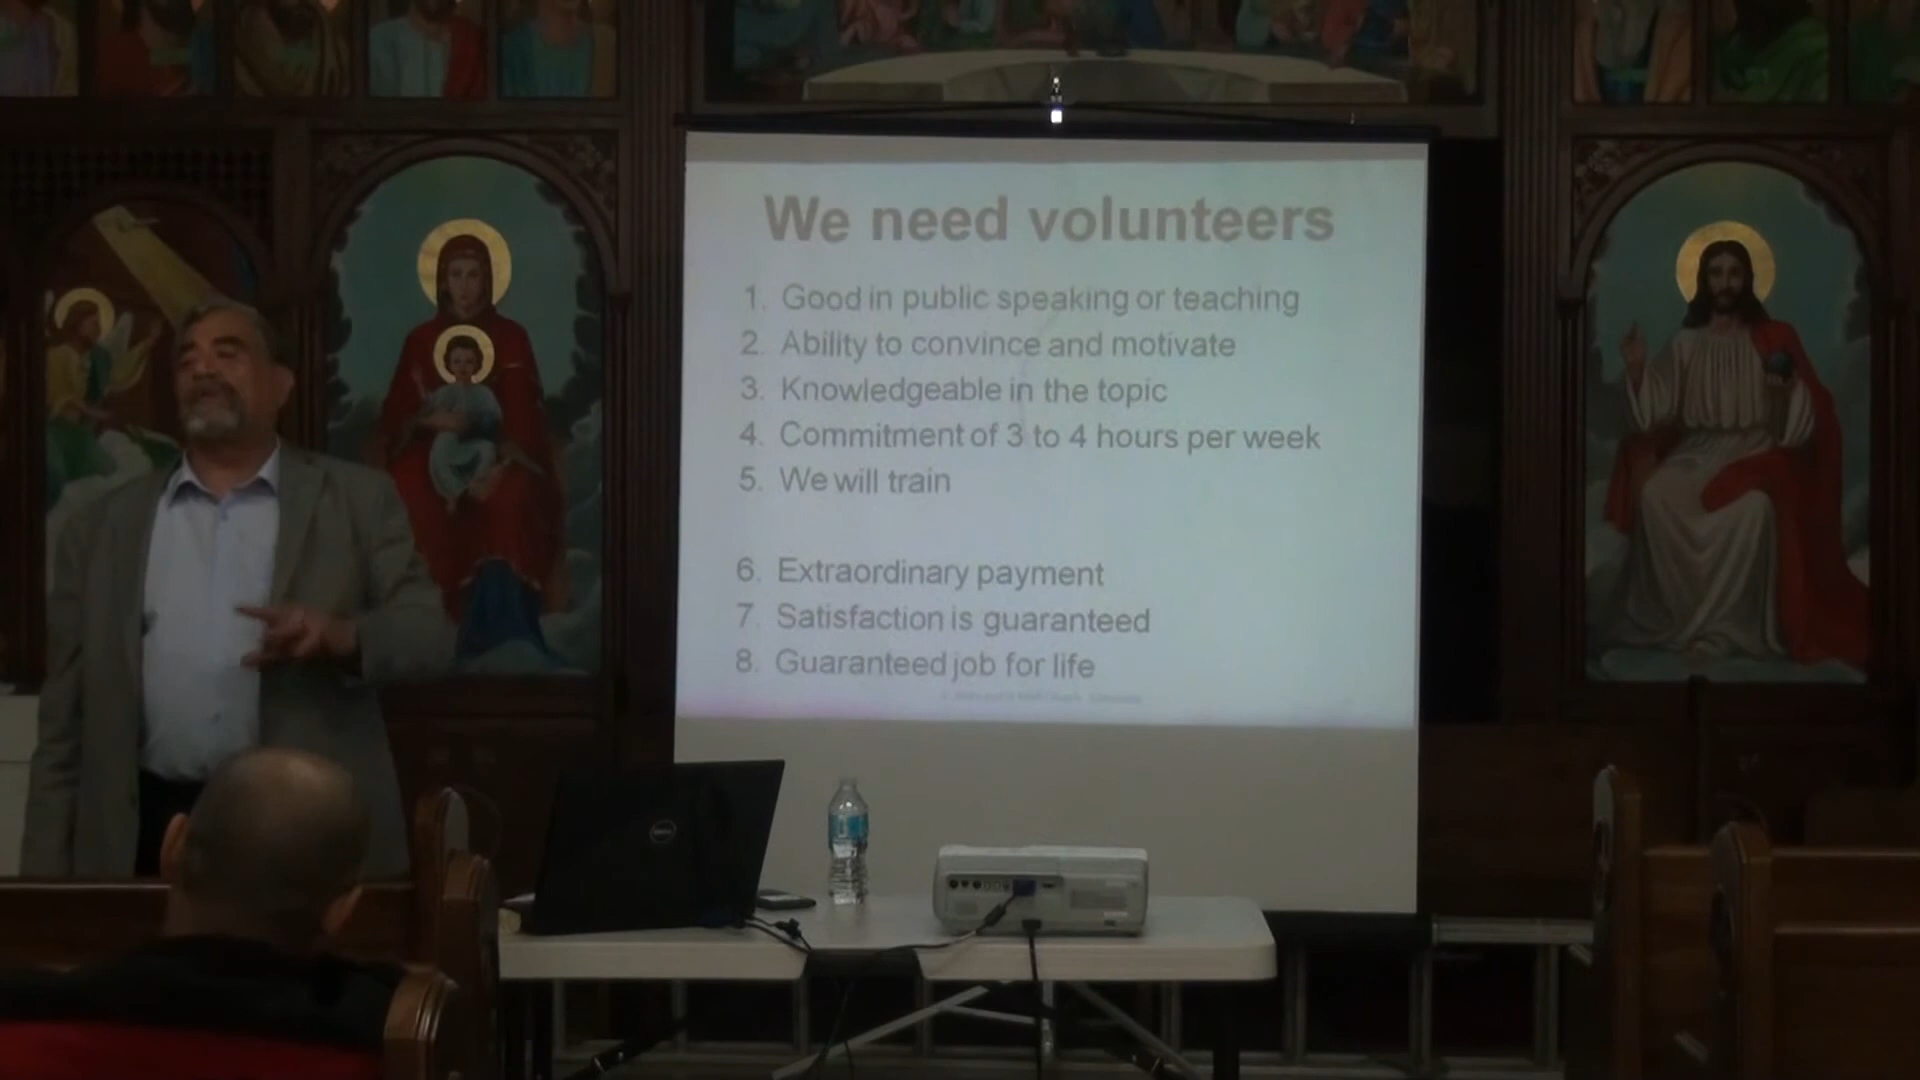 We need volunteers
1. Good in public speaking or teaching
2. Ability to convince and motivate
3. Knowledgeable in the topic
4. Commitment of 3 to 4 hours per week
5. We will train
6. Extraordinary payment
7. Satisfaction is guaranteed
8. Guaranteed job for life
DELL